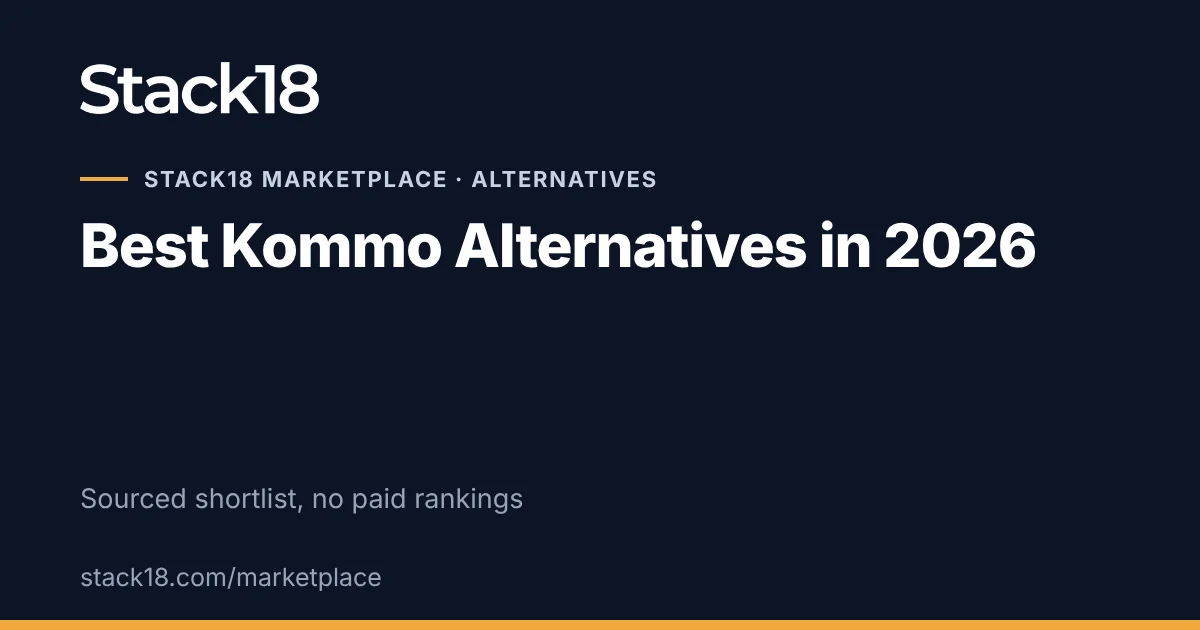 Stack18
STACK18 MARKETPLACE · ALTERNATIVES
Best Kommo Alternatives in 2026
Sourced shortlist, no paid rankings
stack18.com/marketplace